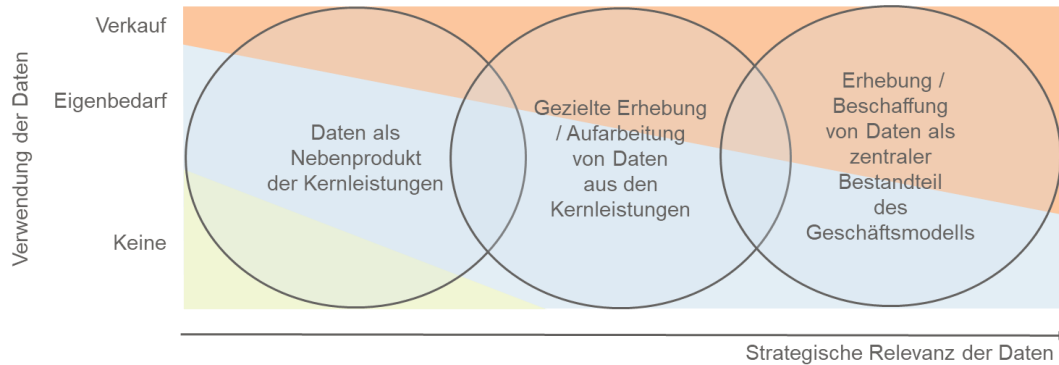 Verwendung der Daten
Verkauf
Eigenbedarf
Keine
Daten als
Nebenprodukt
der Kernleistungen
Gezielte Erhebung
/ Aufarbeitung
von Daten
aus den
Kernleistungen
Erhebung /
Beschaffung
von Daten als
zentraler
Bestandteil
des
Geschäftsmodells
Strategische Relevanz der Daten